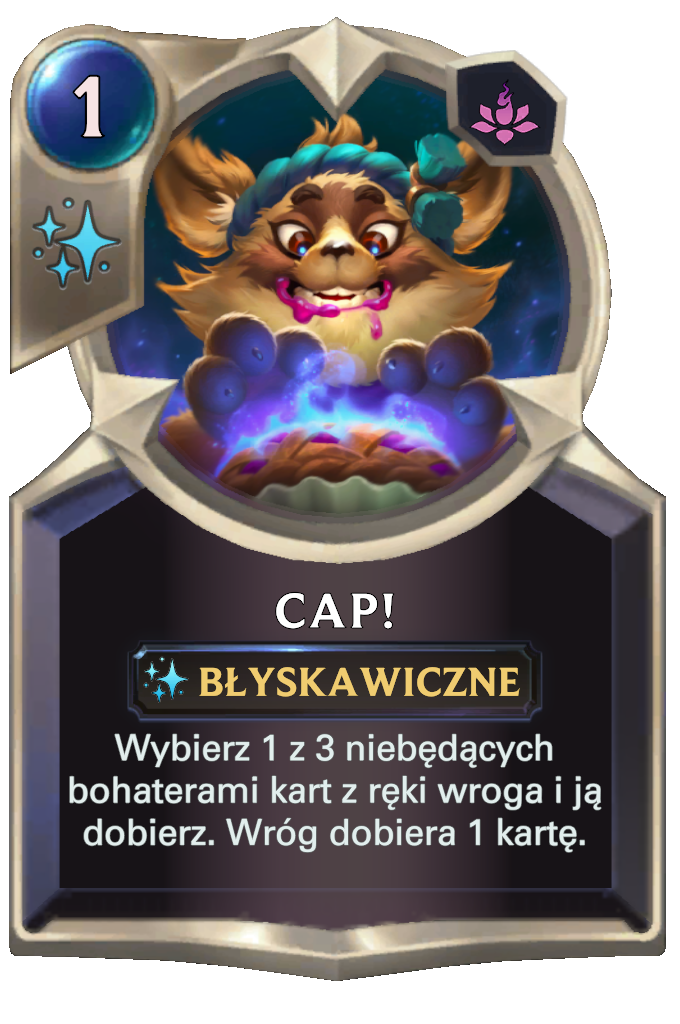 1
CAP!
BŁYSKAWICZNE
Wybierz 1 z 3 niebędących
bohaterami kart z ręki wroga i ją
dobierz. Wróg dobiera 1 kartę.